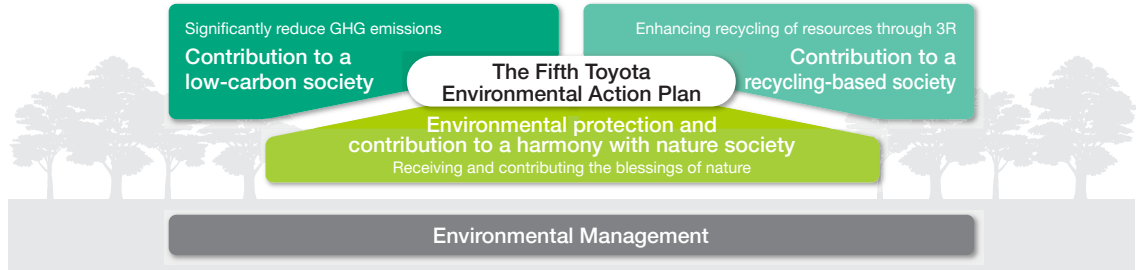 Significantly reduce GHG emissions
Contribution to a
low-carbon society
Enhancing recycling of resources through 3R
Contribution to a
recycling-based society
The Fifth Toyota
Environmental Action Plan
Environmental protection and
contribution to a harmony with nature society
Receiving and contributing the blessings of nature
Environmental Management